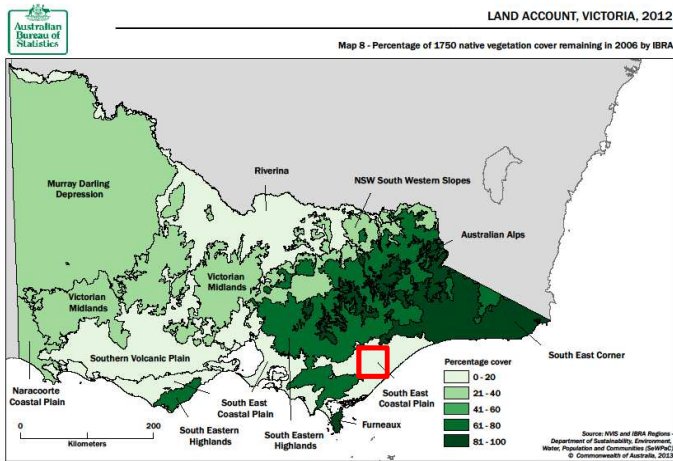 Australian
Bureau of
Statistics
LAND ACCOUNT, VICTORIA, 2012
Map 8 - Percentage of 1750 native vegetation cover remaining in 2006 by IBRA
Riverina
Murray Darling
Depression
NSW South Western Slopes
Australian Alps
Victorian
Midlands
Victorian
Midlands
Southern Volcanic Plain
South East Corner
Naracoorte
Coastal Plain
South East
Coastal Plain
South East
Coastal Plain
South Eastern
Highlands
South Eastern
Highlands
Furneaux
0
200
Kilometers
Percentage cover
0 - 20
21 - 40
41 - 60
61 - 80
81 - 100
Source: NVIS and IBRA Regions -
Department of Sustainability, Environment,
Water, Population and Communities (SeWPaC)
© Commonwealth of Australia, 2013